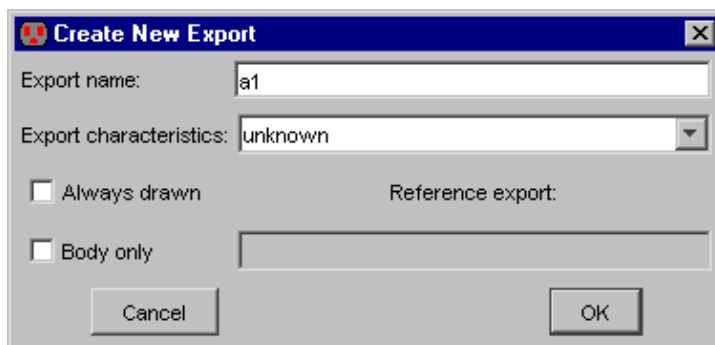 Create New Export
Export name: a1
Export characteristics: unknown
Always drawn Reference export:
Body only
Cancel OK